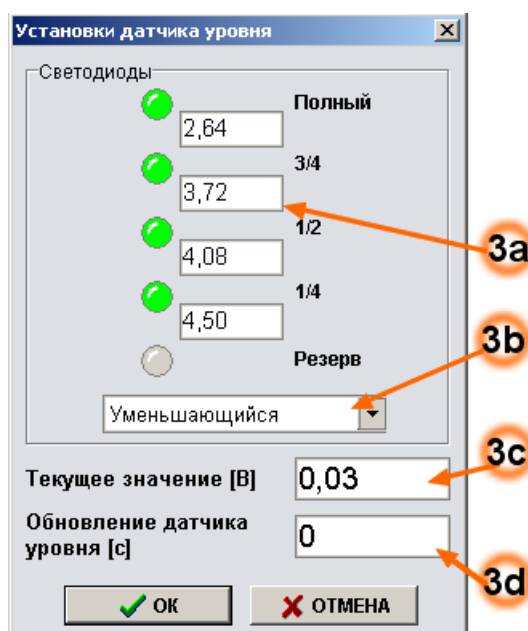 Установки датчика уровня
Светодиоды
Полный
2,64
3/4
3,72
3a
1/2
4,08
1/4
4,50
3b
Резерв
Уменьшающийся
3c
Текущее значение [В]
0,03
Обновление датчика
уровня [с]
0
3d
ОК
ОТМЕНА